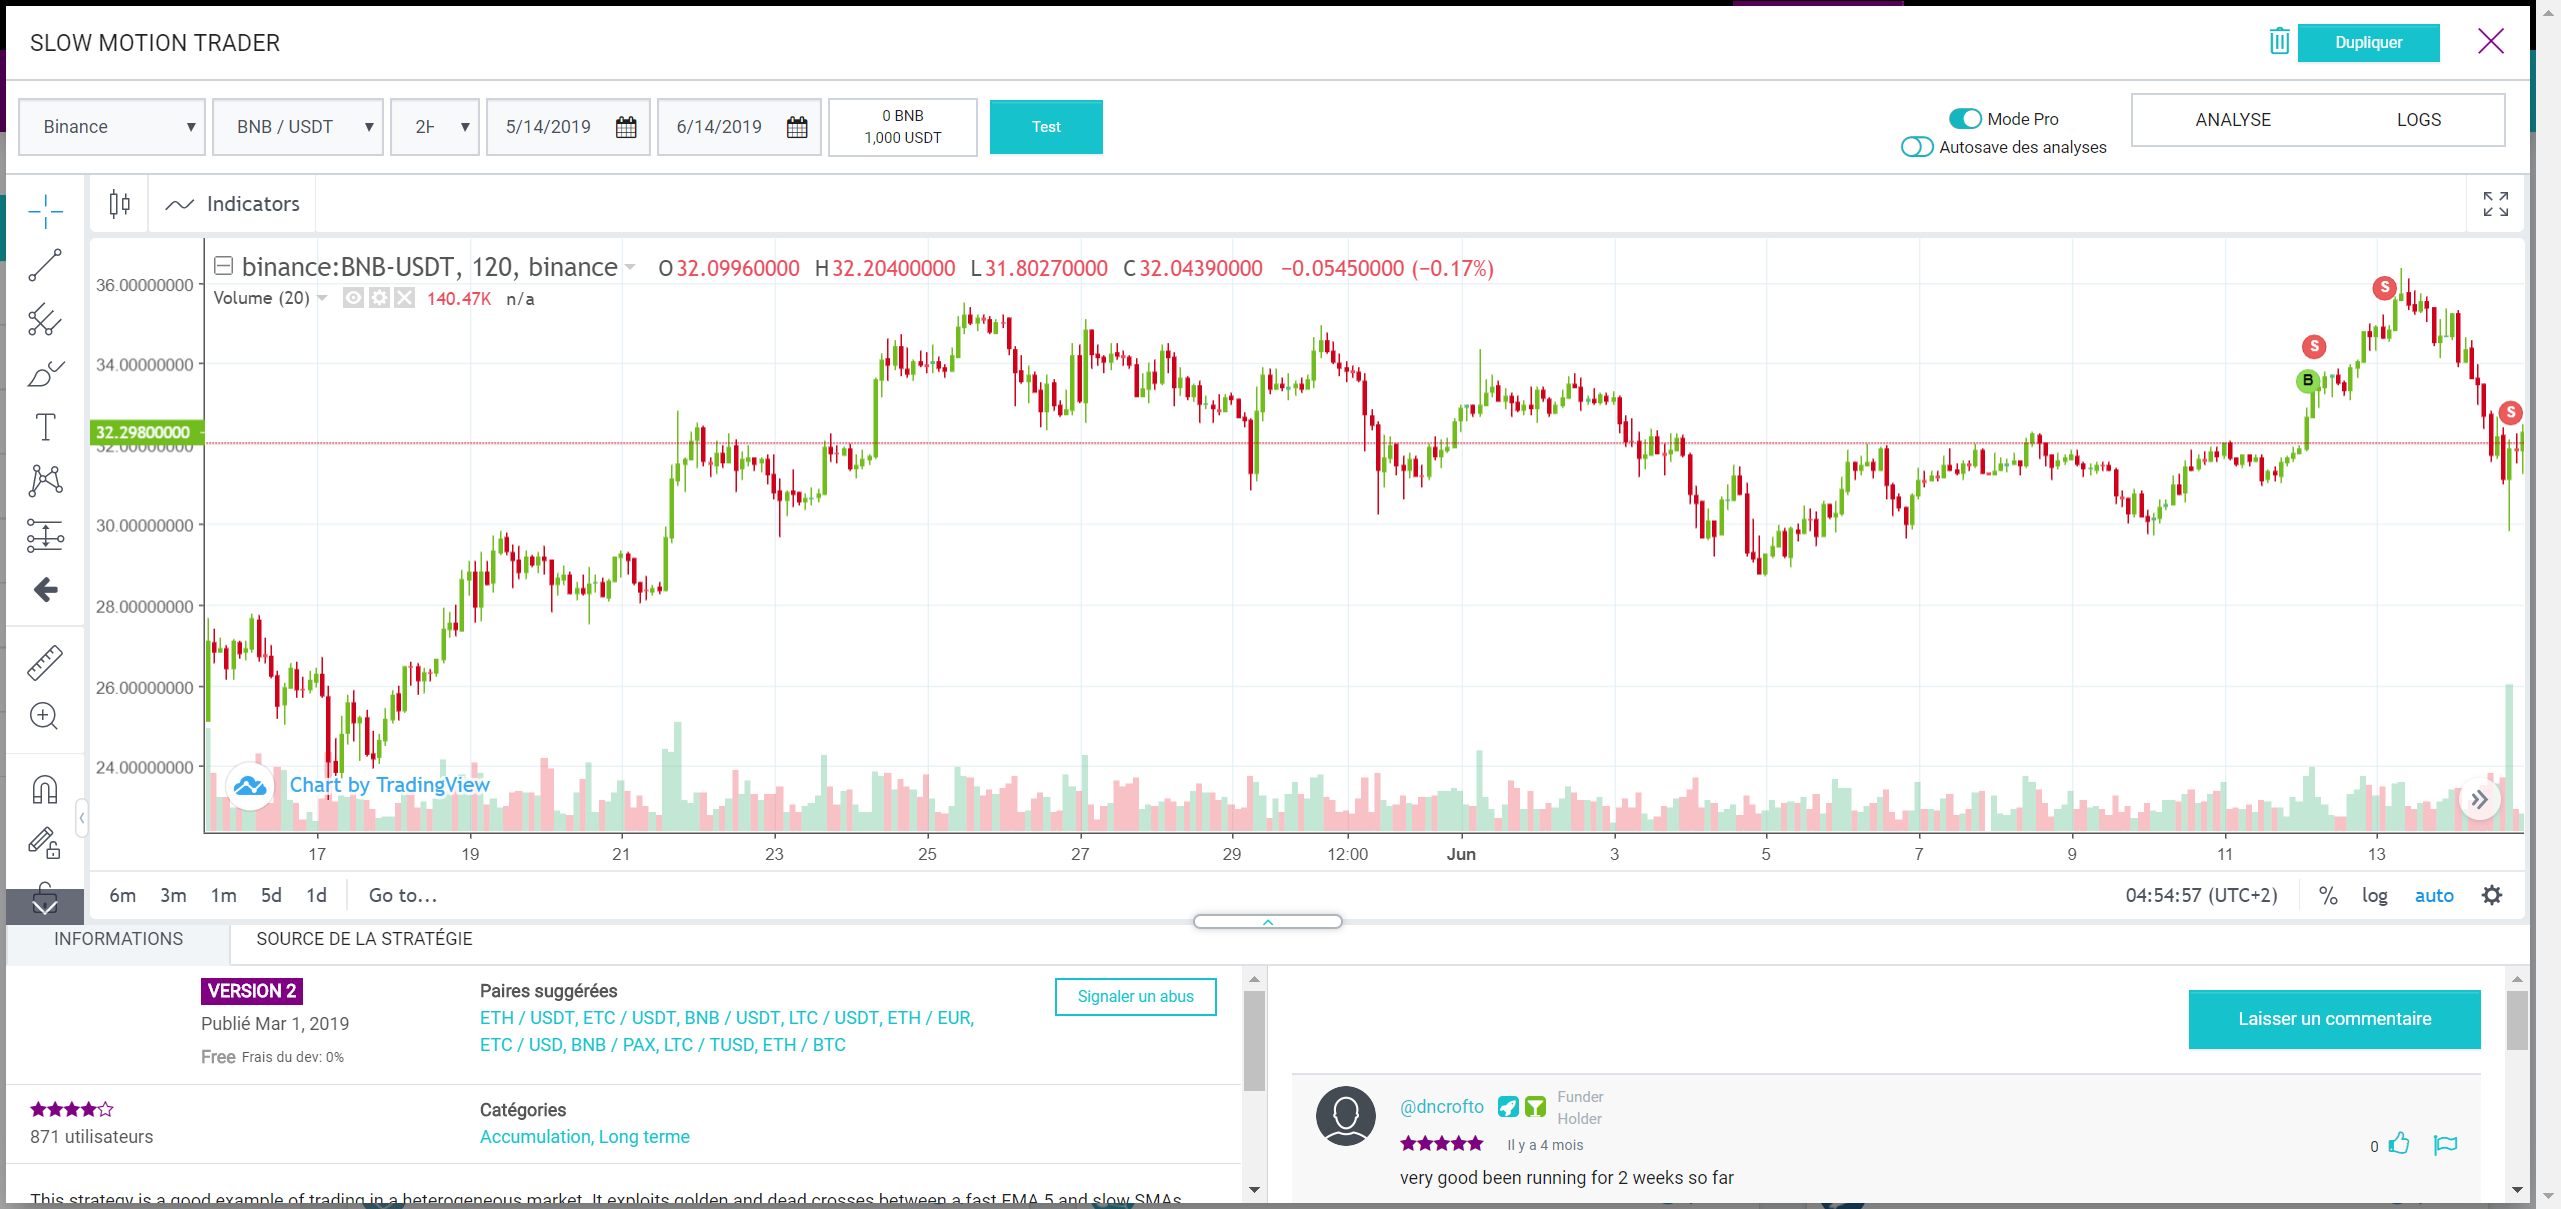 SLOW MOTION TRADER
Dupliquer
Binance
BNB / USDT
5/14/2019
6/14/2019
0 BNB
1,000 USDT
Test
Mode Pro
Autosave des analyses
ANALYSE
LOGS
Indicators
binance:BNB-USDT, 120, binance O 32.09960000 H 32.20400000 L 31.80270000 C 32.04390000 −0.05450000 (−0.17%)
Volume (20) 140.47K n/a
36.00000000
34.00000000
32.29800000
32.00000000
30.00000000
28.00000000
26.00000000
24.00000000
S
S
B
S
Chart by TradingView
17 19 21 23 25 27 29 12:00 Jun 3 5 7 9 11 13
6m 3m 1m 5d 1d Go to... 04:54:57 (UTC+2) % log auto
INFORMATIONS
SOURCE DE LA STRATÉGIE
VERSION 2
Publié Mar 1, 2019
Free Frais du dev: 0%
Paires suggérées
ETH / USDT, ETC / USDT, BNB / USDT, LTC / USDT, ETH / EUR,
ETC / USD, BNB / PAX, LTC / TUSD, ETH / BTC
Signaler un abus
871 utilisateurs
Catégories
Accumulation, Long terme
This strategy is a good example of trading in a heterogeneous market. It exploits golden and dead crosses between a fast EMA 5 and slow SMAs
Laisser un commentaire
@dncrofto
Funder
Holder
Il y a 4 mois
0
very good been running for 2 weeks so far